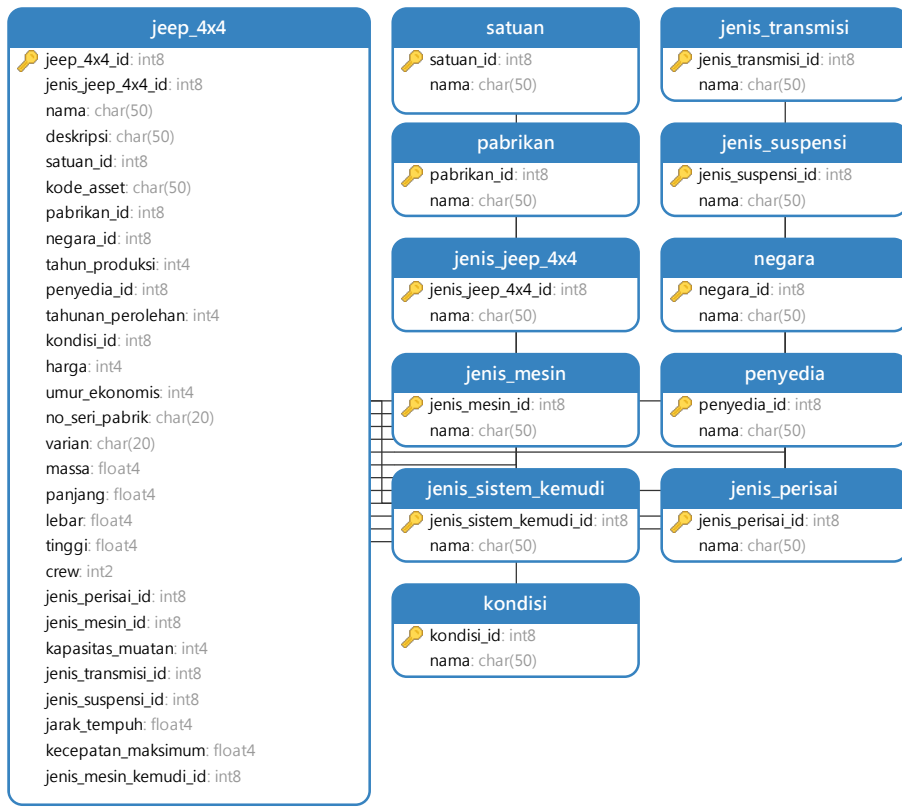 jeep_4x4
jeep_4x4_id: int8
jenis_jeep_4x4_id: int8
nama: char(50)
deskripsi: char(50)
satuan_id: int8
kode_asset: char(50)
pabrikan_id: int8
negara_id: int8
tahun_produksi: int4
penyedia_id: int8
tahunan_perolehan: int4
kondisi_id: int8
harga: int4
umur_ekonomis: int4
no_seri_pabrik: char(20)
varian: char(20)
massa: float4
panjang: float4
lebar: float4
tinggi: float4
crew: int2
jenis_perisai_id: int8
jenis_mesin_id: int8
kapasitas_muatan: int4
jenis_transmisi_id: int8
jenis_suspensi_id: int8
jarak_tempuh: float4
kecepatan_maksimum: float4
jenis_mesin_kemudi_id: int8
satuan
satuan_id: int8
nama: char(50)
pabrikan
pabrikan_id: int8
nama: char(50)
jenis_jeep_4x4
jenis_jeep_4x4_id: int8
nama: char(50)
jenis_mesin
jenis_mesin_id: int8
nama: char(50)
jenis_sistem_kemudi
jenis_sistem_kemudi_id: int8
nama: char(50)
kondisi
kondisi_id: int8
nama: char(50)
jenis_transmisi
jenis_transmisi_id: int8
nama: char(50)
jenis_suspensi
jenis_suspensi_id: int8
nama: char(50)
negara
negara_id: int8
nama: char(50)
penyedia
penyedia_id: int8
nama: char(50)
jenis_perisai
jenis_perisai_id: int8
nama: char(50)